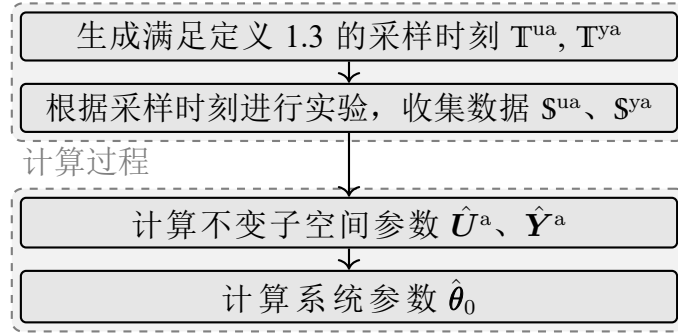 生成满足定义 1.3 的采样时刻 𝕋ᵘᵃ, 𝕋ʸᵃ
根据采样时刻进行实验，收集数据 𝕊ᵘᵃ、𝕊ʸᵃ
计算过程
计算不变子空间参数 Û^a、Ŷ^a
计算系统参数 θ̂₀